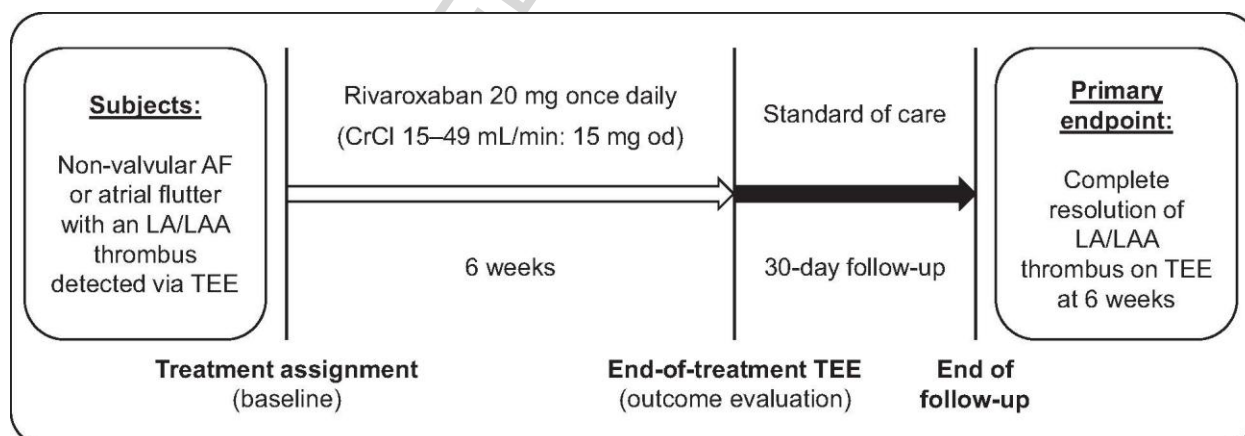 Subjects:
Non-valvular AF
or atrial flutter
with an LA/LAA
thrombus
detected via TEE
Rivaroxaban 20 mg once daily
(CrCl 15–49 mL/min: 15 mg od)
6 weeks
Standard of care
30-day follow-up
Primary
endpoint:
Complete
resolution of
LA/LAA
thrombus on TEE
at 6 weeks
Treatment assignment
(baseline)
End-of-treatment TEE
(outcome evaluation)
End of
follow-up